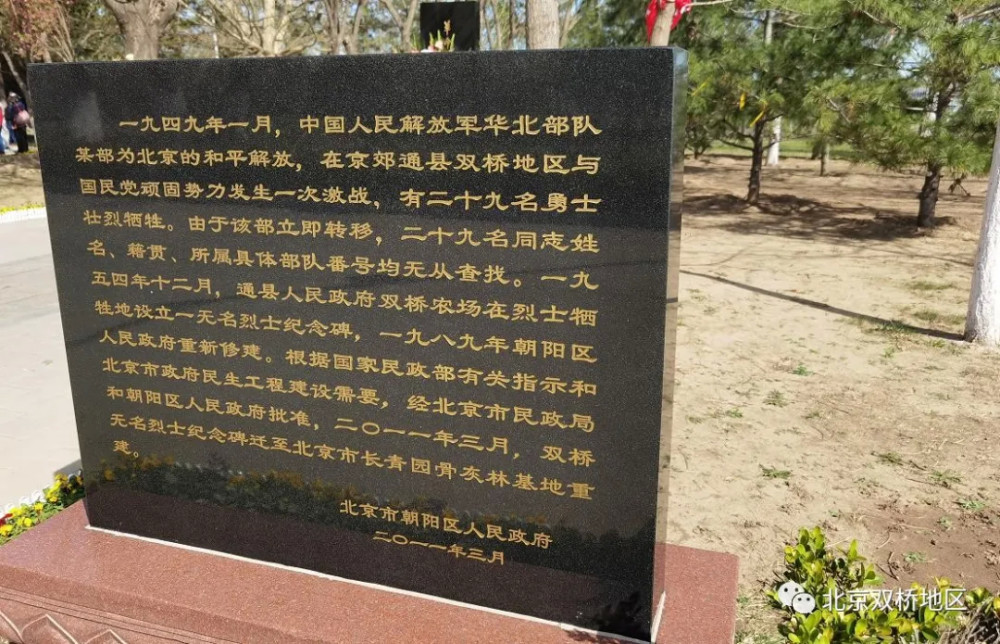 一九四九年一月，中国人民解放军华北部队
某部为北京的和平解放，在京郊通县双桥地区与
国民党顽固势力发生一次激战，有二十九名勇士
壮烈牺牲。由于该部立即转移，二十九名同志姓
名、籍贯、所属具体部队番号均无从查找。一九
五四年十二月，通县人民政府双桥农场在烈士牺
牲地设立一无名烈士纪念碑，一九八九年朝阳区
人民政府重新修建。根据国家民政部有关指示和
北京市政府民生工程建设需要，经北京市民政局
和朝阳区人民政府批准，二〇一一年三月，双桥
无名烈士纪念碑迁至北京市长青园骨灰林基地重
建。
北京市朝阳区人民政府
二〇一一年三月
北京双桥地区